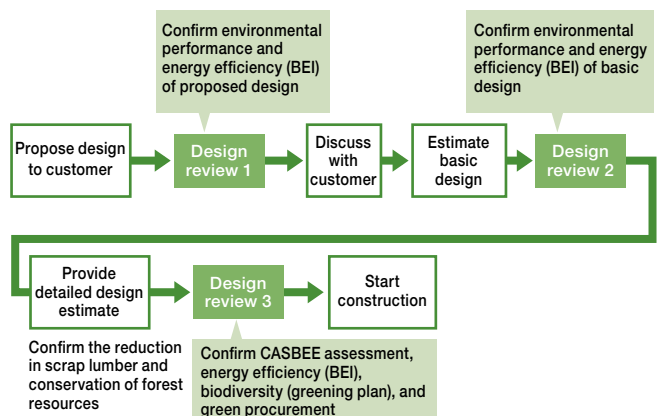 Confirm environmental
performance and
energy efficiency (BEI)
of proposed design
Confirm environmental
performance and energy
efficiency (BEI) of basic
design
Propose design
to customer
Design
review 1
Discuss
with
customer
Estimate
basic
design
Design
review 2
Provide
detailed design
estimate
Design
review 3
Start
construction
Confirm the reduction
in scrap lumber and
conservation of forest
resources
Confirm CASBEE assessment,
energy efficiency (BEI),
biodiversity (greening plan), and
green procurement